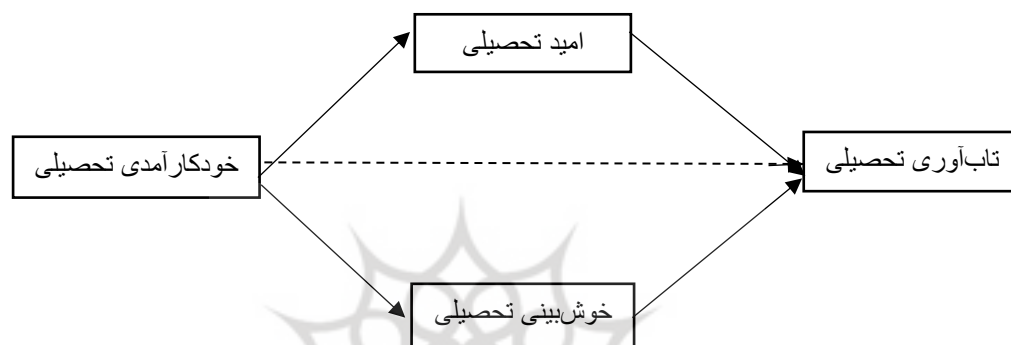 امید تحصیلی
خودکارآمدی تحصیلی
تاب‌آوری تحصیلی
خوش‌بینی تحصیلی